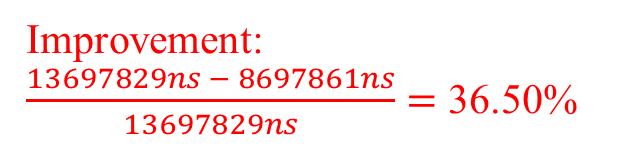 Improvement:
13697829ns − 8697861ns
13697829ns
= 36.50%